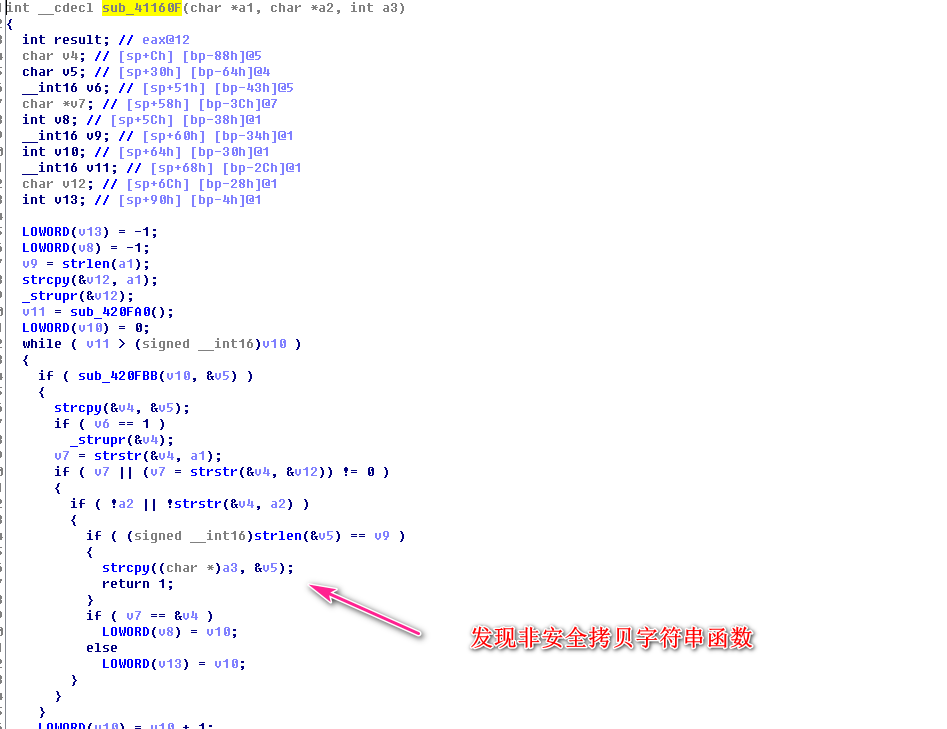 int __cdecl sub_41160F(char *a1, char *a2, int a3)
{
int result; // eax@12
char v4; // [sp+Ch] [bp-88h]@5
char v5; // [sp+30h] [bp-64h]@4
__int16 v6; // [sp+51h] [bp-43h]@5
char *v7; // [sp+58h] [bp-3Ch]@7
int v8; // [sp+5Ch] [bp-38h]@1
__int16 v9; // [sp+60h] [bp-34h]@1
int v10; // [sp+64h] [bp-30h]@1
__int16 v11; // [sp+68h] [bp-2Ch]@1
char v12; // [sp+6Ch] [bp-28h]@1
int v13; // [sp+90h] [bp-4h]@1
LOWORD(v13) = -1;
LOWORD(v8) = -1;
v9 = strlen(a1);
strcpy(&v12, a1);
_strupr(&v12);
v11 = sub_420FA0();
LOWORD(v10) = 0;
while ( v11 > (signed __int16)v10 )
{
if ( sub_420FBB(v10, &v5) )
{
strcpy(&v4, &v5);
if ( v6 == 1 )
_strupr(&v4);
v7 = strstr(&v4, a1);
if ( v7 || (v7 = strstr(&v4, &v12)) != 0 )
{
if ( !a2 || !strstr(&v4, a2) )
{
if ( (signed __int16)strlen(&v5) == v9 )
{
strcpy((char *)a3, &v5);
return 1;
}
if ( v7 == &v4 )
LOWORD(v8) = v10;
else
LOWORD(v13) = v10;
}
}
}
LOWORD(v10) = v10 + 1;
发现非安全拷贝字符串函数